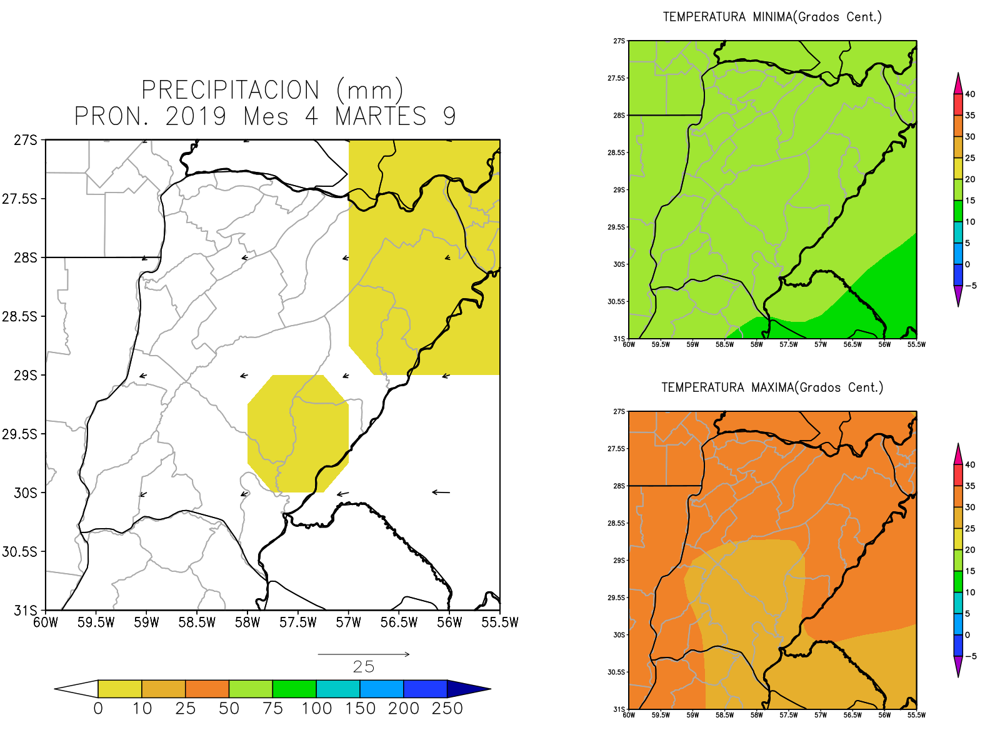 PRECIPITACION (mm)
PRON. 2019 Mes 4 MARTES 9
27S
27.5S
28S
28.5S
29S
29.5S
30S
30.5S
31S
60W 59.5W 59W 58.5W 58W 57.5W 57W 56.5W 56W 55.5W
25
0 10 25 50 75 100 150 200 250
TEMPERATURA MINIMA(Grados Cent.)
27S
27.5S
28S
28.5S
29S
29.5S
30S
30.5S
31S
60W 59.5W 59W 58.5W 58W 57.5W 57W 56.5W 56W 55.5W
40
35
30
25
20
15
10
5
0
-5
TEMPERATURA MAXIMA(Grados Cent.)
27S
27.5S
28S
28.5S
29S
29.5S
30S
30.5S
31S
60W 59.5W 59W 58.5W 58W 57.5W 57W 56.5W 56W 55.5W
40
35
30
25
20
15
10
5
0
-5